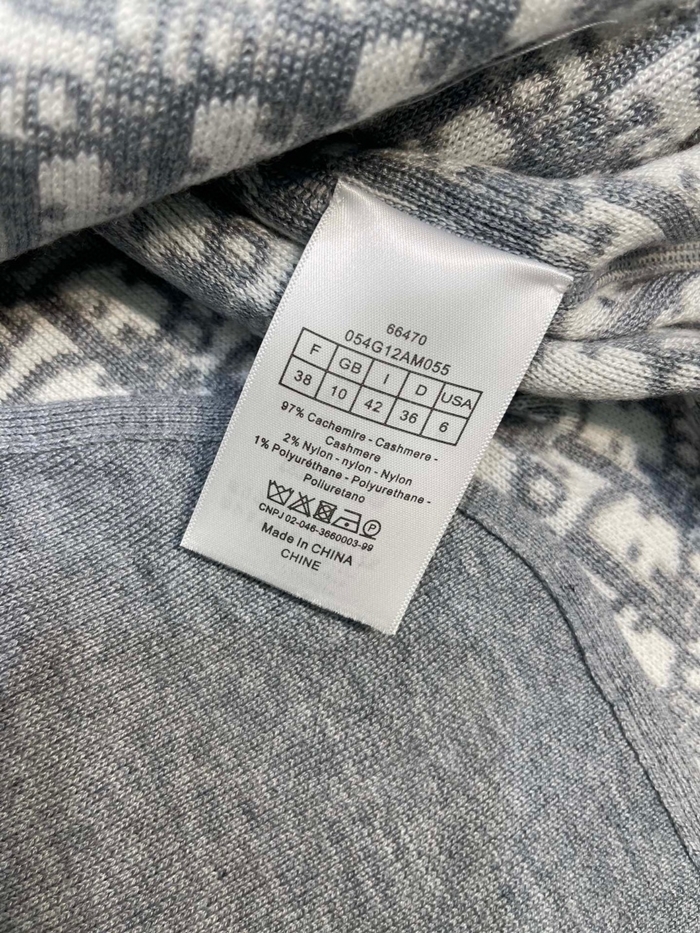 66470
054G12AM055
F GB I D USA
38 10 42 36 6
97% Cachemire - Cashmere -
Cashmere
2% Nylon - nylon - Nylon
1% Polyuréthane - Polyurethane -
Poliuretano
P
CNPJ 02-046-3660003-99
Made In CHINA
CHINE